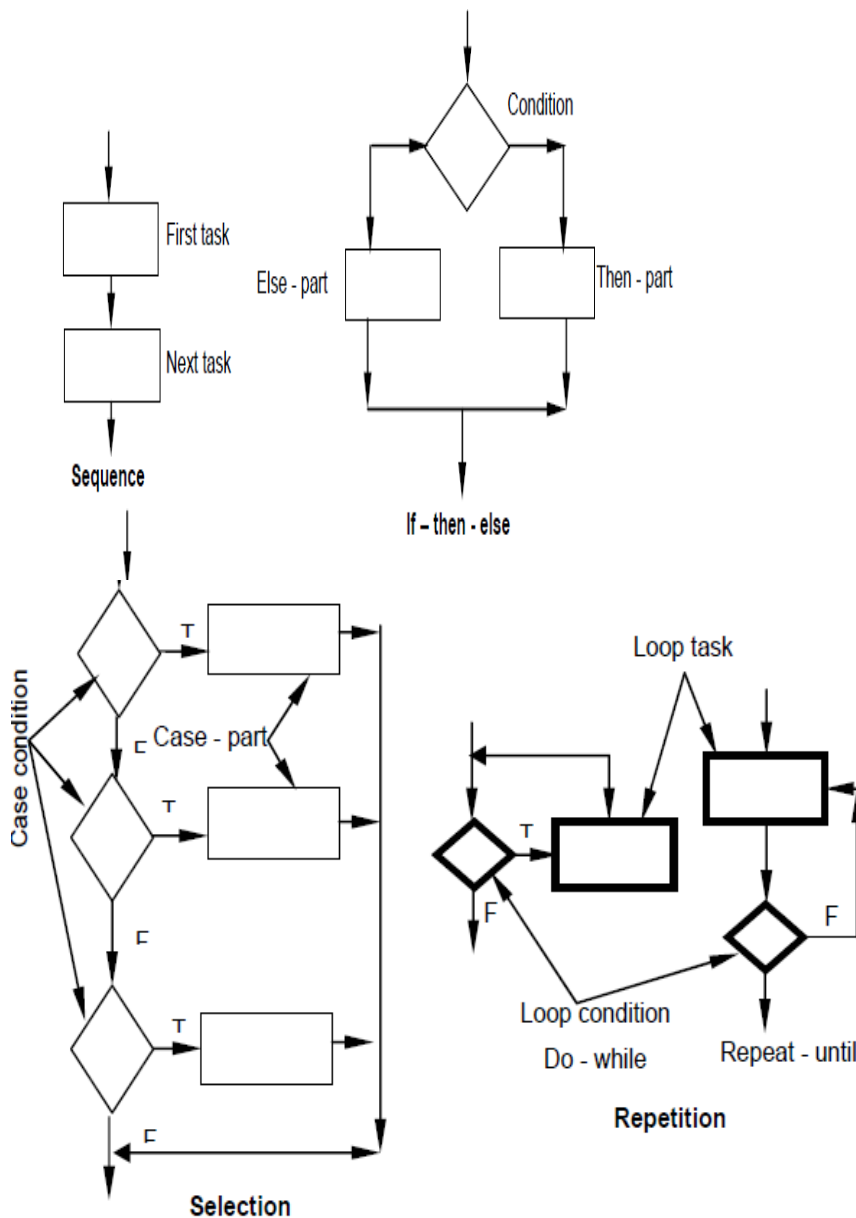 Condition
First task
Else - part
Then - part
Next task
Sequence
If – then - else
T
Loop task
Case condition
F
Case - part
T
T
F
F
F
T
Loop condition
Do - while
Repeat - until
F
Repetition
Selection